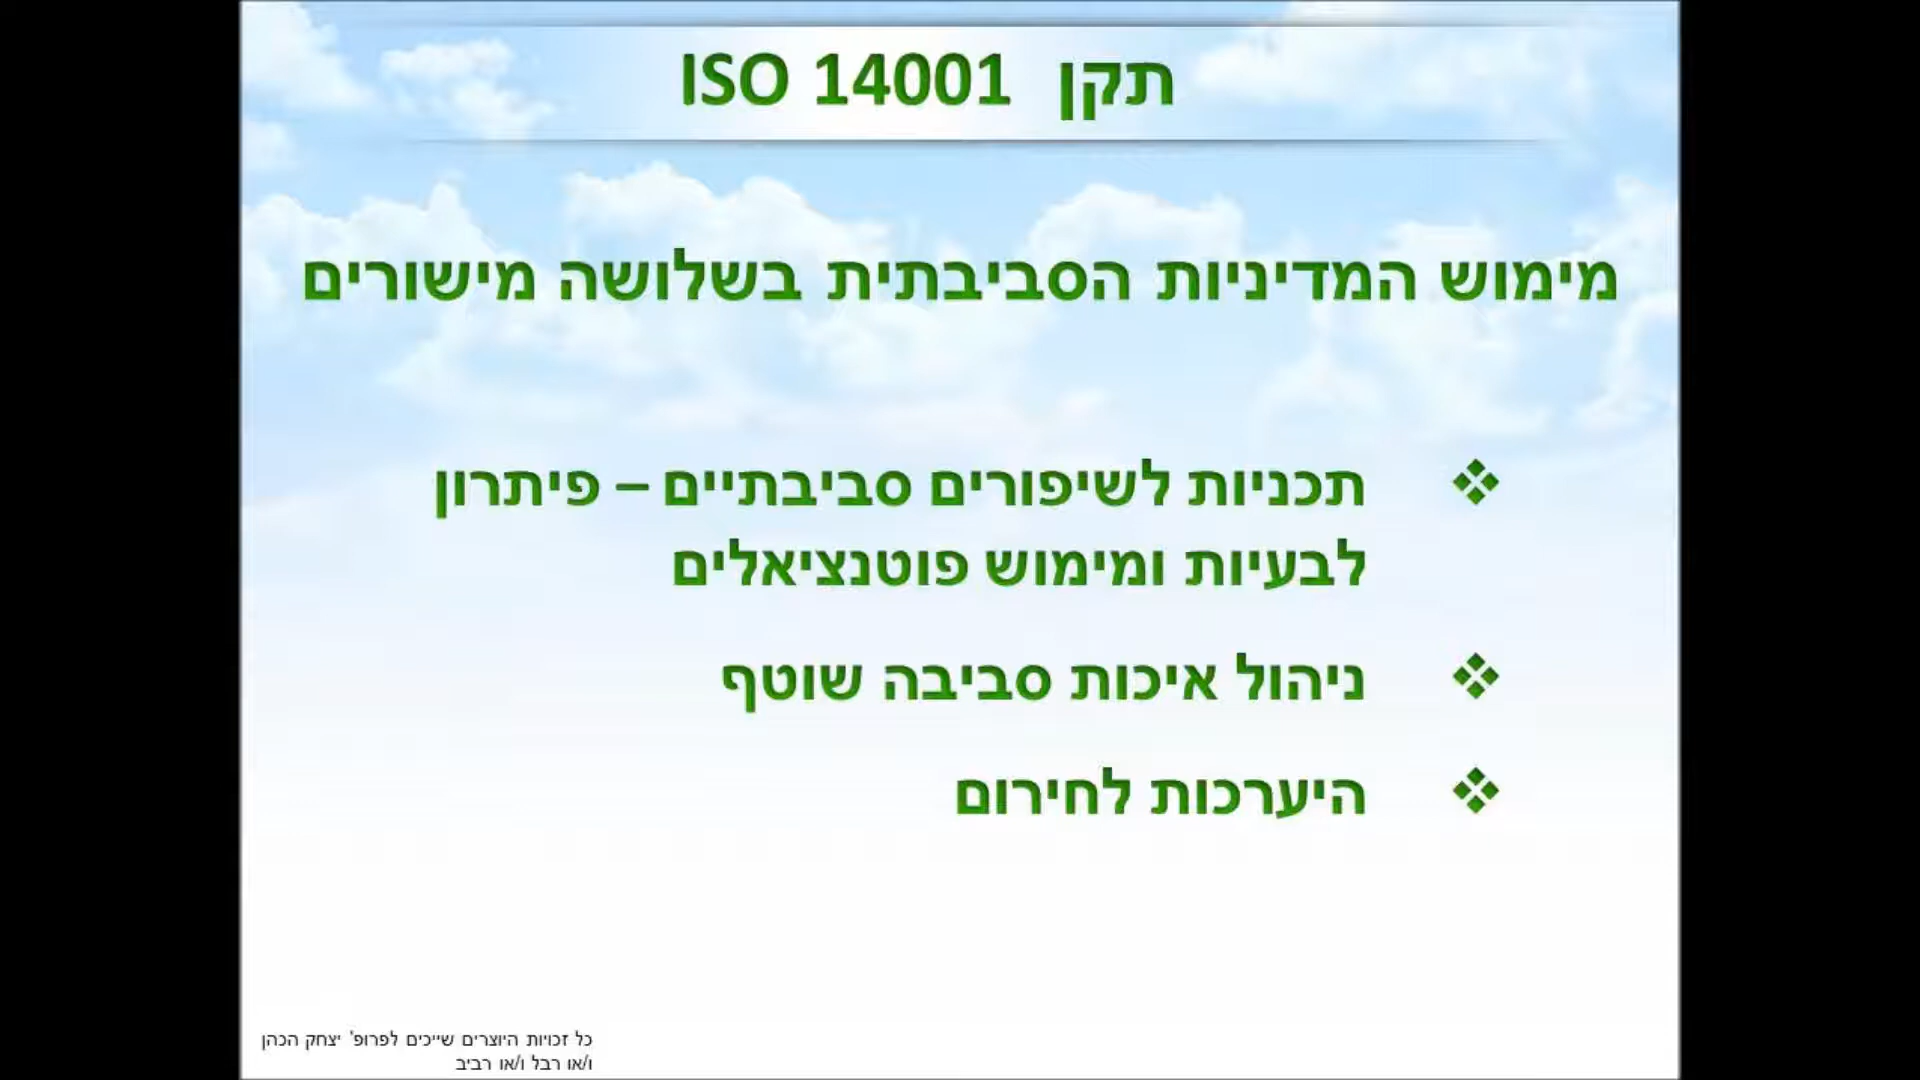 תקן ISO 14001
מימוש המדיניות הסביבתית בשלושה מישורים
❖ תכניות לשיפורים סביבתיים – פיתרון
לבעיות ומימוש פוטנציאלים
❖ ניהול איכות סביבה שוטף
❖ היערכות לחירום
כל זכויות היוצרים שייכים לפרופ' יצחק הכהן
ו/או רבל ו/או רביב